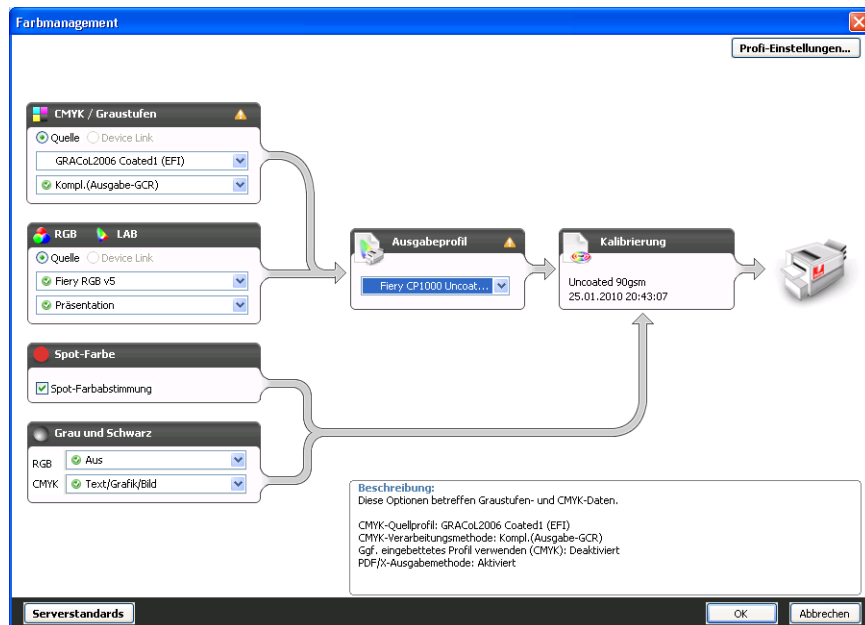 Farbmanagement
Profi-Einstellungen...
CMYK / Graustufen
Quelle Device Link
GRACoL2006 Coated1 (EFI)
Kompl.(Ausgabe-GCR)
RGB LAB
Quelle Device Link
Fiery RGB v5
Präsentation
Ausgabeprofil
Fiery CP1000 Uncoat...
Kalibrierung
Uncoated 90gsm
25.01.2010 20:43:07
Spot-Farbe
Spot-Farbabstimmung
Grau und Schwarz
RGB Aus
CMYK Text/Grafik/Bild
Beschreibung:
Diese Optionen betreffen Graustufen- und CMYK-Daten.
CMYK-Quellprofil: GRACoL2006 Coated1 (EFI)
CMYK-Verarbeitungsmethode: Kompl.(Ausgabe-GCR)
Ggf. eingebettetes Profil verwenden (CMYK): Deaktiviert
PDF/X-Ausgabemethode: Aktiviert
Serverstandards
OK
Abbrechen